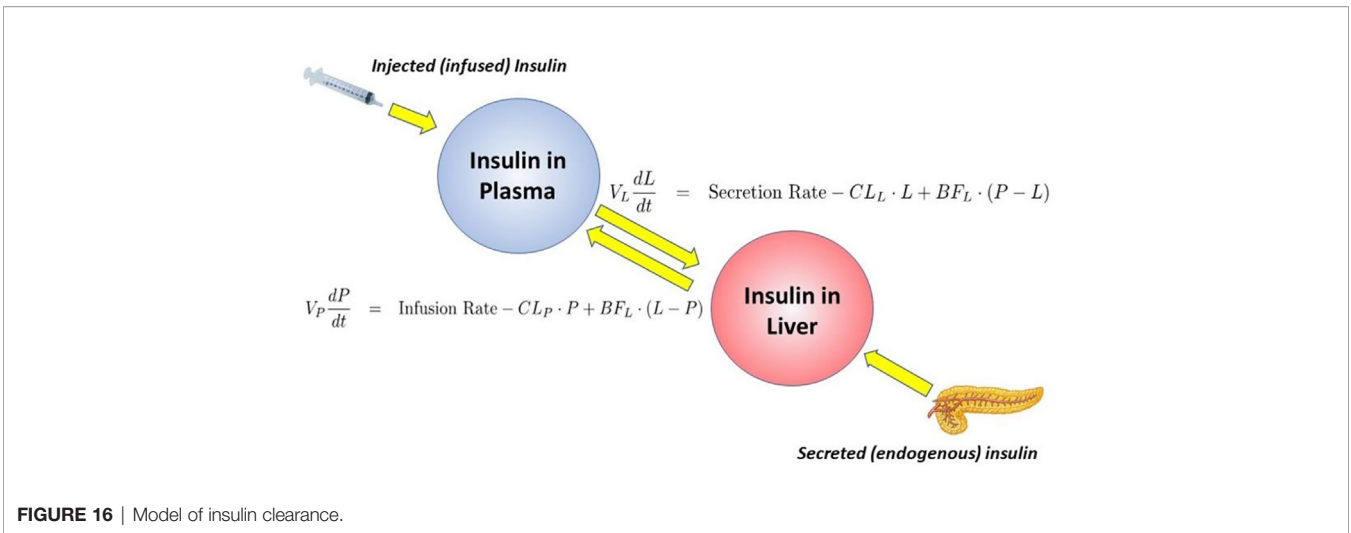 Injected (infused) Insulin
Insulin in
Plasma
V_L dL/dt = Secretion Rate − CL_L · L + BF_L · (P − L)
V_P dP/dt = Infusion Rate − CL_P · P + BF_L · (L − P)
Insulin in
Liver
Secreted (endogenous) insulin
FIGURE 16 | Model of insulin clearance.